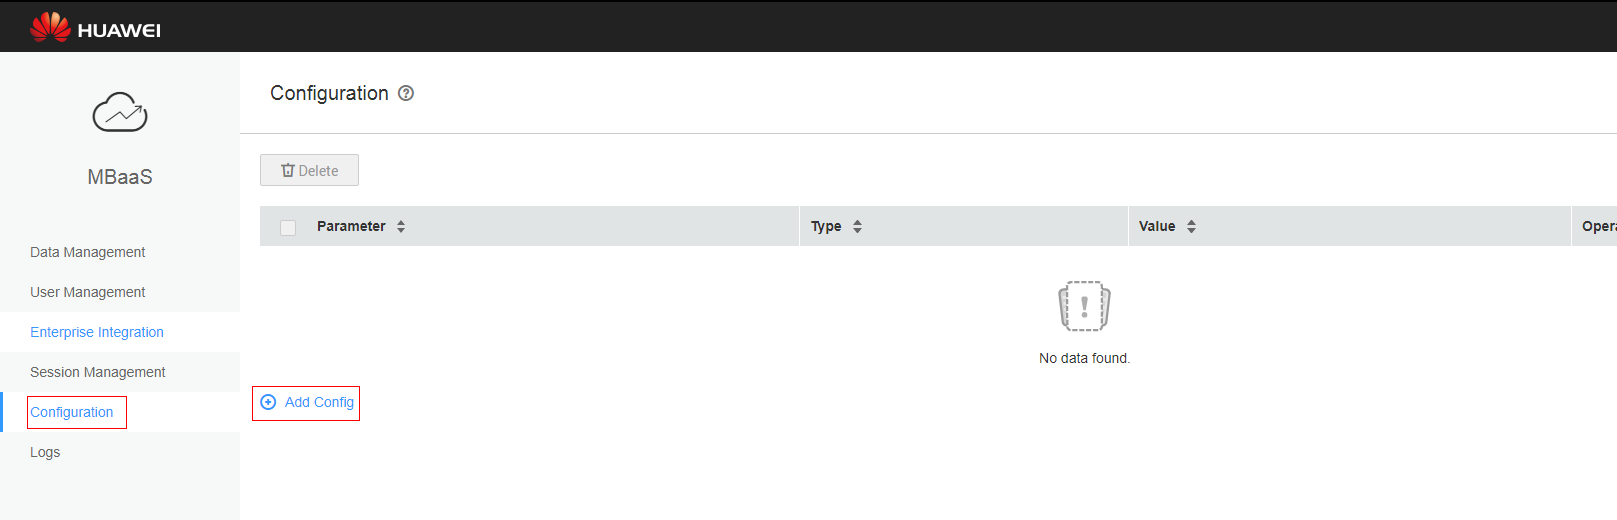 HUAWEI
MBaaS
Data Management
User Management
Enterprise Integration
Session Management
Configuration
Logs
Configuration ?
Delete
Parameter Type Value Opera
No data found.
Add Config